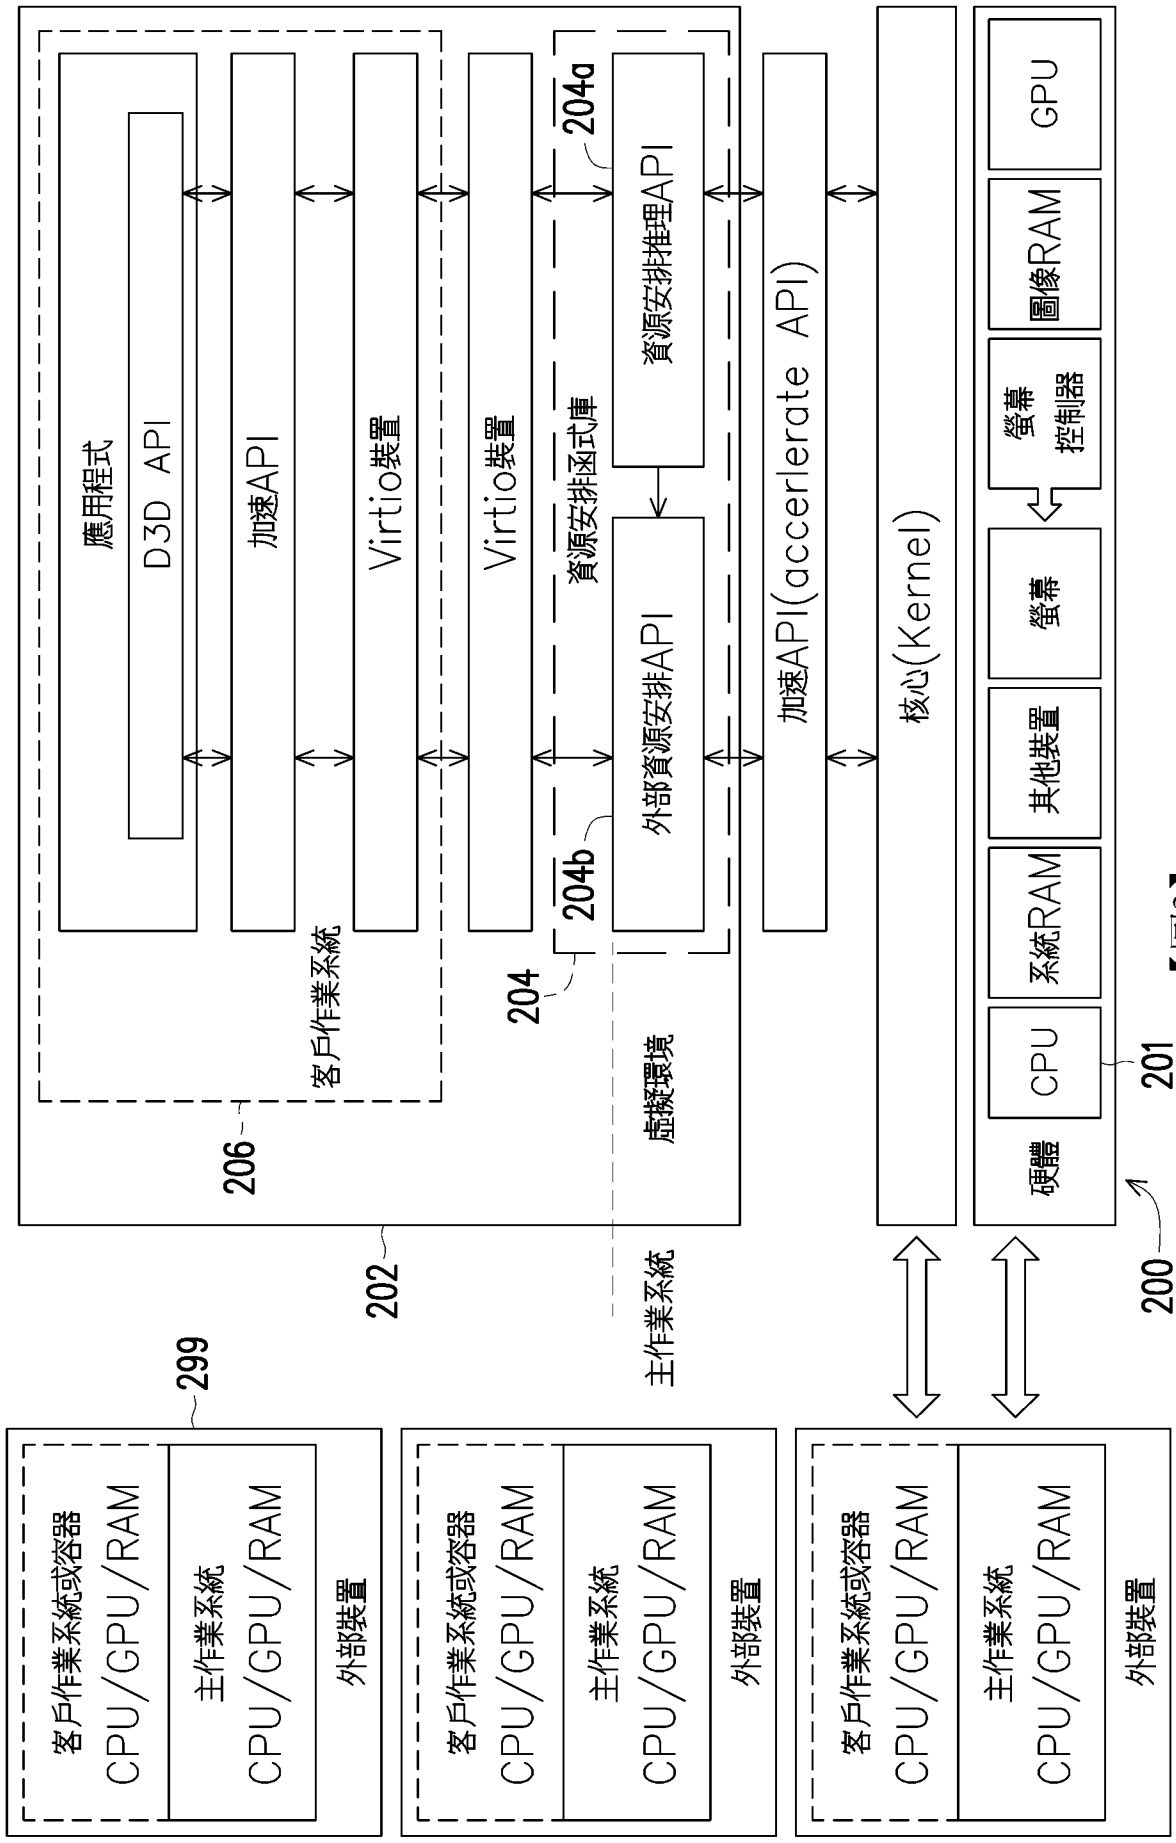 299
客戶作業系統或容器
CPU/GPU/RAM
主作業系統
CPU/GPU/RAM
外部裝置
客戶作業系統或容器
CPU/GPU/RAM
主作業系統
CPU/GPU/RAM
外部裝置
客戶作業系統或容器
CPU/GPU/RAM
主作業系統
CPU/GPU/RAM
外部裝置
202
206
應用程式
D3D API
加速API
客戶作業系統
Virtio裝置
Virtio裝置
204
資源安排函式庫
204b
204a
外部資源安排API
資源安排推理API
主作業系統
虛擬環境
加速API(accerlerate API)
核心(Kernel)
硬體
CPU
系統RAM
其他裝置
螢幕
螢幕
控制器
圖像RAM
GPU
200
201